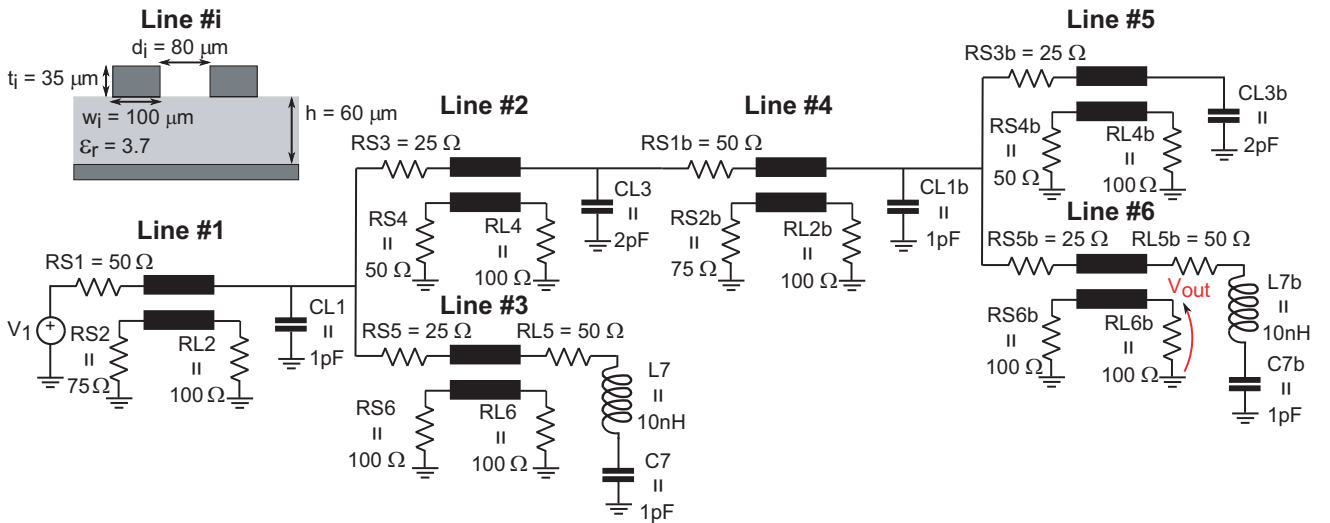 Line #i
dᵢ = 80 μm
tᵢ = 35 μm
wᵢ = 100 μm
h = 60 μm
εᵣ = 3.7
Line #1
RS1 = 50 Ω
V₁
+
RS2
=
75Ω
RL2
=
100 Ω
CL1
=
1pF
Line #2
RS3 = 25 Ω
RS4
=
50 Ω
RL4
=
100 Ω
CL3
=
2pF
Line #3
RS5 = 25 Ω
RL5 = 50 Ω
RS6
=
100 Ω
RL6
=
100 Ω
L7
=
10nH
C7
=
1pF
Line #4
RS1b = 50 Ω
RS2b
=
75 Ω
RL2b
=
100 Ω
CL1b
=
1pF
Line #5
RS3b = 25 Ω
RS4b
=
50 Ω
RL4b
=
100 Ω
CL3b
=
2pF
Line #6
RS5b = 25 Ω
RL5b = 50 Ω
Vout
RS6b
=
100 Ω
RL6b
=
100 Ω
L7b
=
10nH
C7b
=
1pF